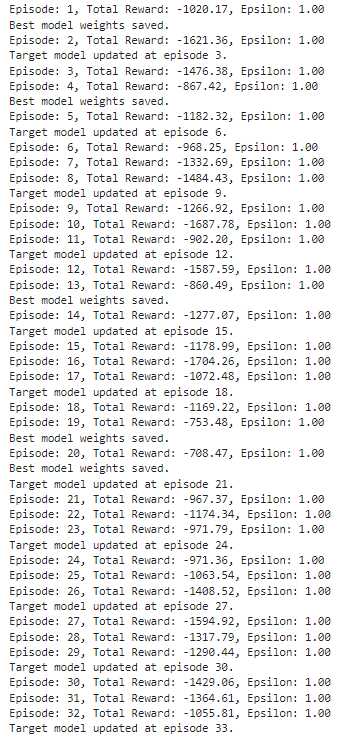 Episode: 1, Total Reward: -1020.17, Epsilon: 1.00
Best model weights saved.
Episode: 2, Total Reward: -1621.36, Epsilon: 1.00
Target model updated at episode 3.
Episode: 3, Total Reward: -1476.38, Epsilon: 1.00
Episode: 4, Total Reward: -867.42, Epsilon: 1.00
Best model weights saved.
Episode: 5, Total Reward: -1182.32, Epsilon: 1.00
Target model updated at episode 6.
Episode: 6, Total Reward: -968.25, Epsilon: 1.00
Episode: 7, Total Reward: -1332.69, Epsilon: 1.00
Episode: 8, Total Reward: -1484.43, Epsilon: 1.00
Target model updated at episode 9.
Episode: 9, Total Reward: -1266.92, Epsilon: 1.00
Episode: 10, Total Reward: -1687.78, Epsilon: 1.00
Episode: 11, Total Reward: -902.20, Epsilon: 1.00
Target model updated at episode 12.
Episode: 12, Total Reward: -1587.59, Epsilon: 1.00
Episode: 13, Total Reward: -860.49, Epsilon: 1.00
Best model weights saved.
Episode: 14, Total Reward: -1277.07, Epsilon: 1.00
Target model updated at episode 15.
Episode: 15, Total Reward: -1178.99, Epsilon: 1.00
Episode: 16, Total Reward: -1704.26, Epsilon: 1.00
Episode: 17, Total Reward: -1072.48, Epsilon: 1.00
Target model updated at episode 18.
Episode: 18, Total Reward: -1169.22, Epsilon: 1.00
Episode: 19, Total Reward: -753.48, Epsilon: 1.00
Best model weights saved.
Episode: 20, Total Reward: -708.47, Epsilon: 1.00
Best model weights saved.
Target model updated at episode 21.
Episode: 21, Total Reward: -967.37, Epsilon: 1.00
Episode: 22, Total Reward: -1174.34, Epsilon: 1.00
Episode: 23, Total Reward: -971.79, Epsilon: 1.00
Target model updated at episode 24.
Episode: 24, Total Reward: -971.36, Epsilon: 1.00
Episode: 25, Total Reward: -1063.54, Epsilon: 1.00
Episode: 26, Total Reward: -1408.52, Epsilon: 1.00
Target model updated at episode 27.
Episode: 27, Total Reward: -1594.92, Epsilon: 1.00
Episode: 28, Total Reward: -1317.79, Epsilon: 1.00
Episode: 29, Total Reward: -1290.44, Epsilon: 1.00
Target model updated at episode 30.
Episode: 30, Total Reward: -1429.06, Epsilon: 1.00
Episode: 31, Total Reward: -1364.61, Epsilon: 1.00
Episode: 32, Total Reward: -1055.81, Epsilon: 1.00
Target model updated at episode 33.